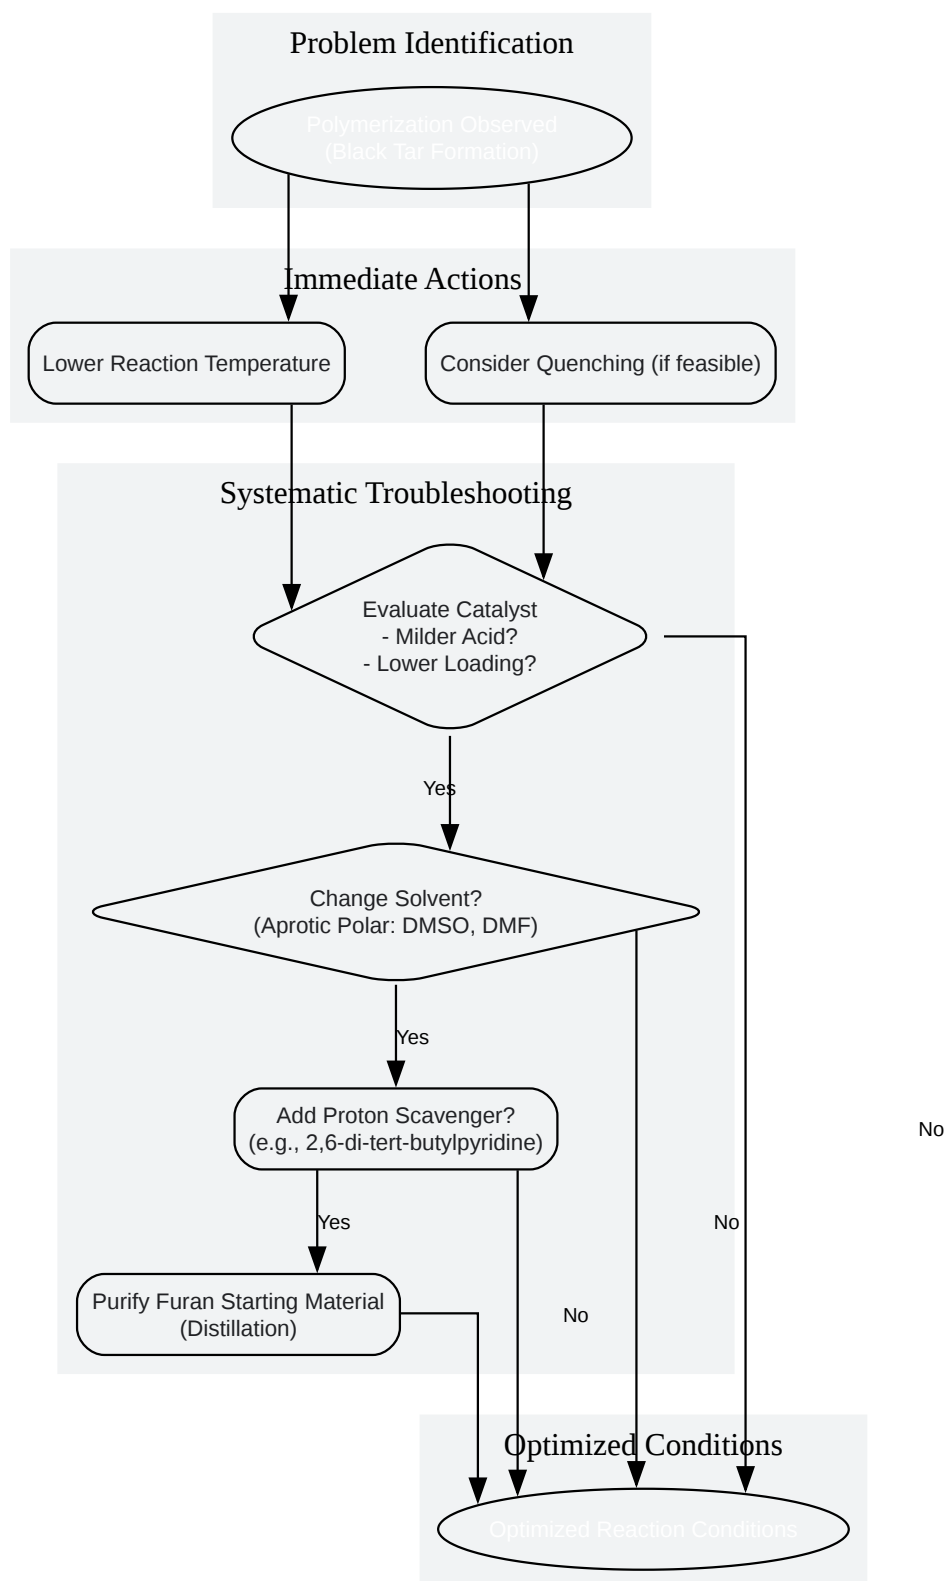 Problem Identification
Polymerization Observed
(Black Tar Formation)
Immediate Actions
Lower Reaction Temperature
Consider Quenching (if feasible)
Systematic Troubleshooting
Evaluate Catalyst
- Milder Acid?
- Lower Loading?
Yes
Change Solvent?
(Aprotic Polar: DMSO, DMF)
Yes
Add Proton Scavenger?
(e.g., 2,6-di-tert-butylpyridine)
No
Yes
No
Purify Furan Starting Material
(Distillation)
No
Optimized Conditions
Optimized Reaction Conditions